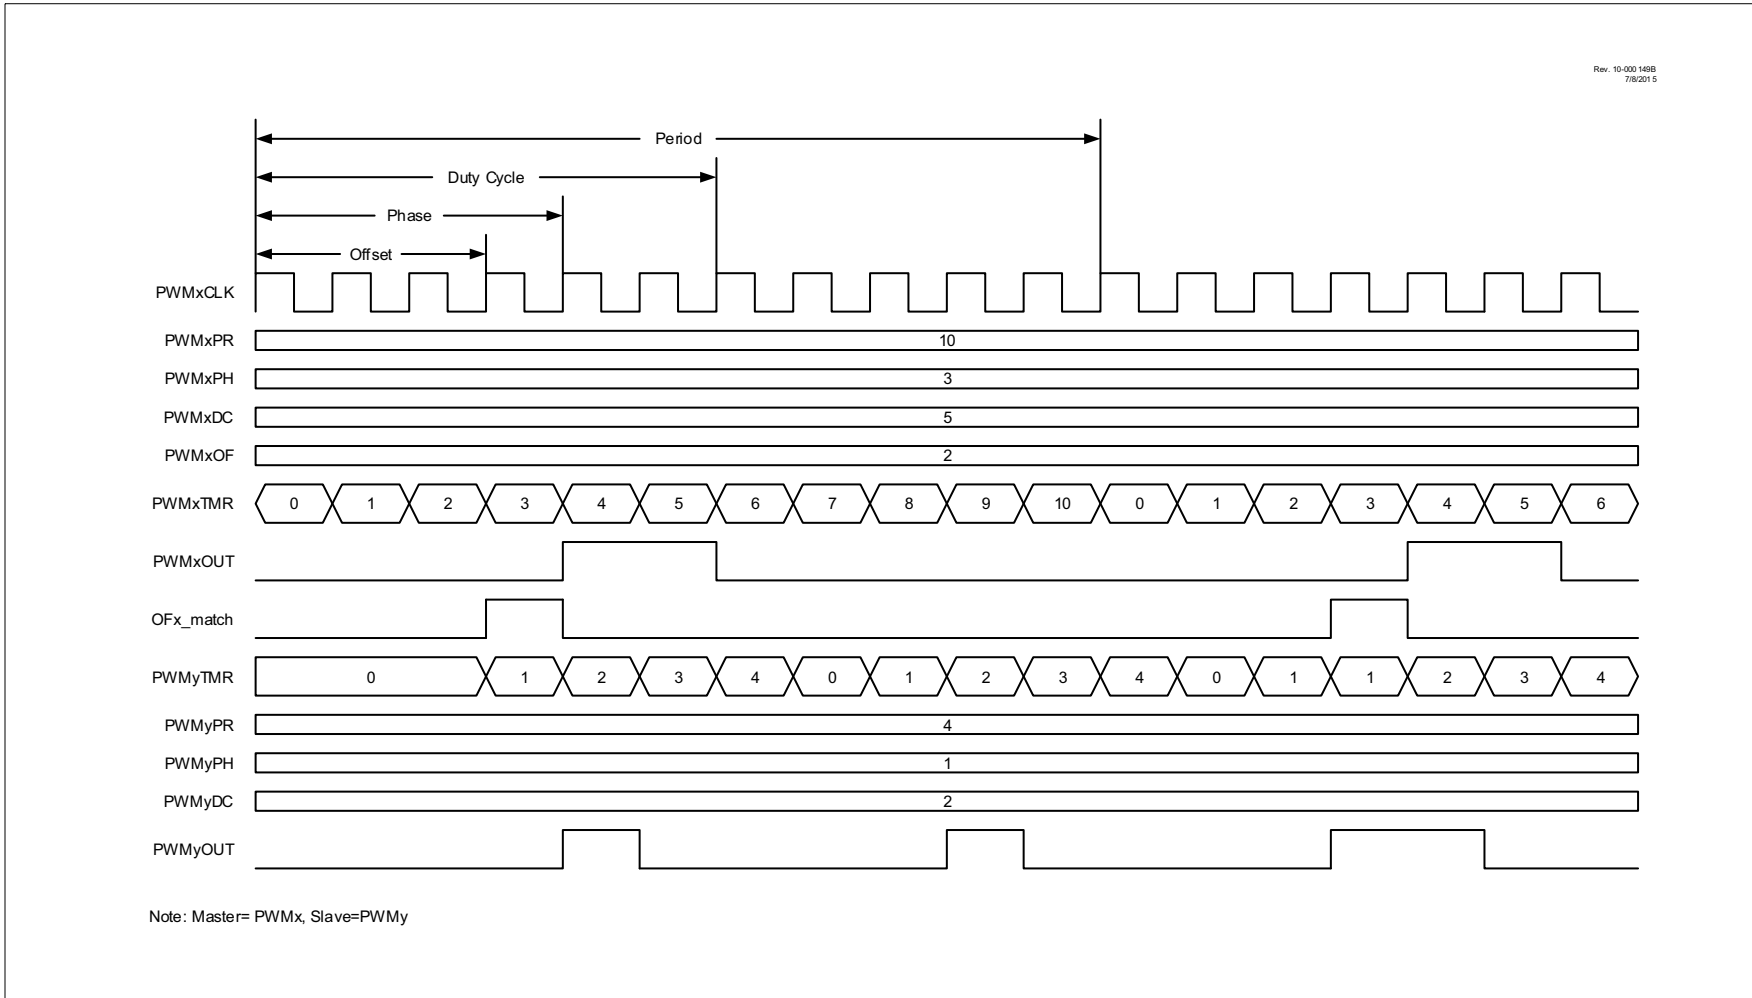 Rev. 10-000 149B
7/8/201 5
Period
Duty Cycle
Phase
Offset
PWMxCLK
PWMxPR 10
PWMxPH 3
PWMxDC 5
PWMxOF 2
PWMxTMR 0 1 2 3 4 5 6 7 8 9 10 0 1 2 3 4 5 6
PWMxOUT
OFx_match
PWMyTMR 0 1 2 3 4 0 1 2 3 4 0 1 1 2 3 4
PWMyPR 4
PWMyPH 1
PWMyDC 2
PWMyOUT
Note: Master= PWMx, Slave=PWMy